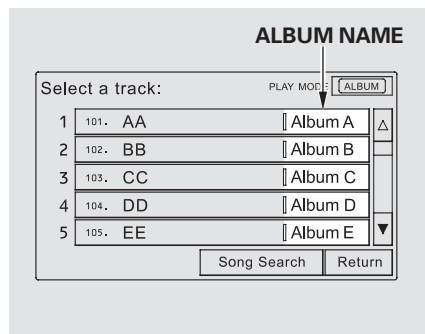 ALBUM NAME
Select a track: PLAY MODE [ALBUM]
1 101. AA Album A
2 102. BB Album B
3 103. CC Album C
4 104. DD Album D
5 105. EE Album E
Song Search Return